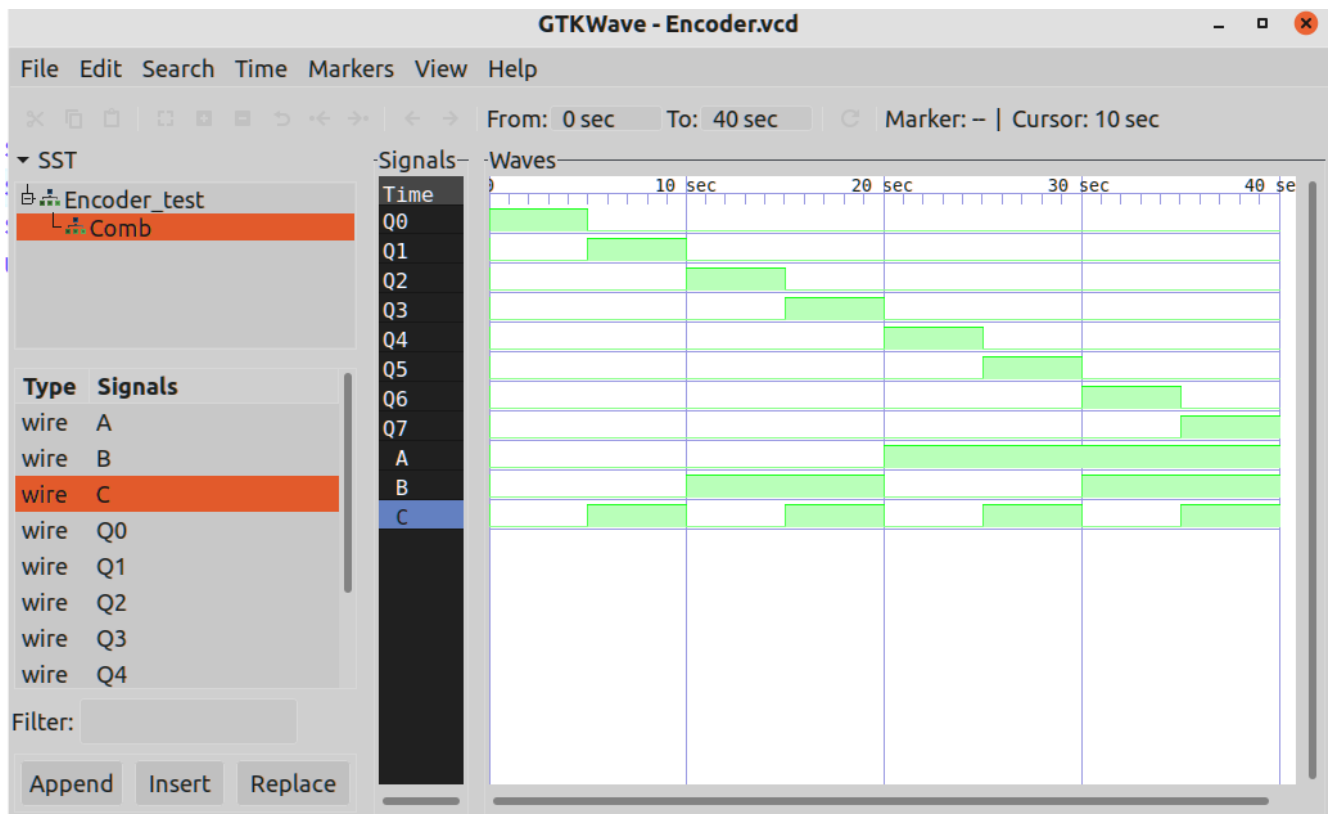 GTKWave - Encoder.vcd
File Edit Search Time Markers View Help
From: 0 sec To: 40 sec Marker: -- | Cursor: 10 sec
SST
Encoder_test
Comb
Type Signals
wire A
wire B
wire C
wire Q0
wire Q1
wire Q2
wire Q3
wire Q4
Filter:
Append Insert Replace
Signals
Time
Q0
Q1
Q2
Q3
Q4
Q5
Q6
Q7
A
B
C
Waves
0 10 sec 20 sec 30 sec 40 se